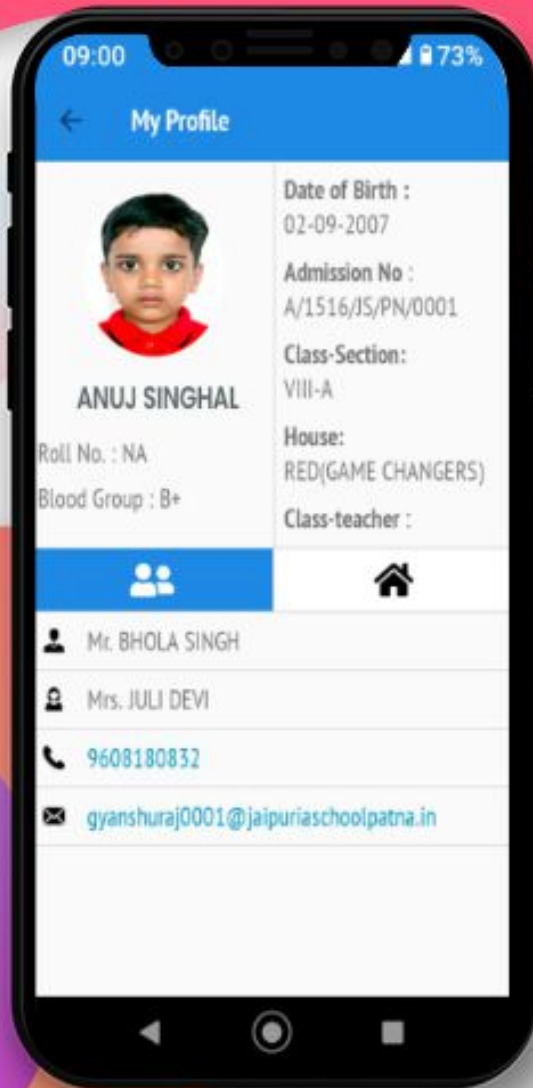 09:00
73%
My Profile
ANUJ SINGHAL
Roll No. : NA
Blood Group : B+
Date of Birth :
02-09-2007
Admission No :
A/1516/JS/PN/0001
Class-Section:
VIII-A
House:
RED(GAME CHANGERS)
Class-teacher :
Mr. BHOLA SINGH
Mrs. JULI DEVI
9608180832
gyanshuraj0001@jaipuriaschoolpatna.in